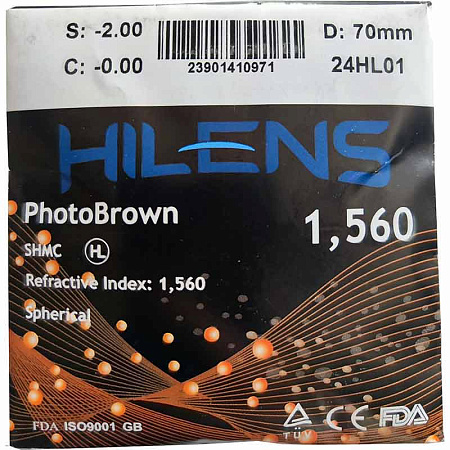 S: -2.00 D: 70mm
C: -0.00 23901410971 24HL01
HILENS
PhotoBrown 1,560
SHMC HL
Refractive Index: 1,560
Spherical
FDA ISO9001 GB TÜV CE FDA